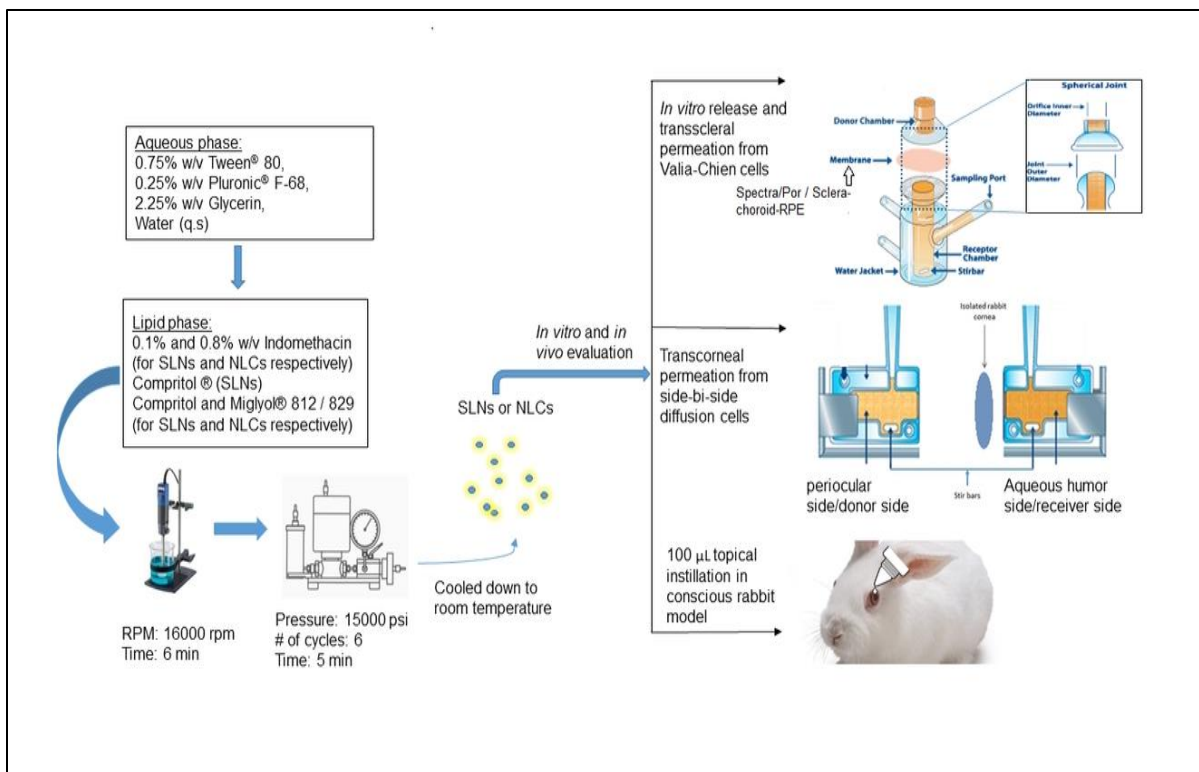 Aqueous phase:
0.75% w/v Tween® 80,
0.25% w/v Pluronic® F-68,
2.25% w/v Glycerin,
Water (q.s)
Lipid phase:
0.1% and 0.8% w/v Indomethacin
(for SLNs and NLCs respectively)
Compritol ® (SLNs)
Compritol and Miglyol® 812 / 829
(for SLNs and NLCs respectively)
RPM: 16000 rpm
Time: 6 min
Pressure: 15000 psi
# of cycles: 6
Time: 5 min
Cooled down to
room temperature
SLNs or NLCs
In vitro and in
vivo evaluation
In vitro release and
transscleral
permeation from
Valia-Chien cells
Donor Chamber
Membrane
Spectra/Por / Sclera-
choroid-RPE
Sampling Port
Receptor
Chamber
Water Jacket
Stirbar
Spherical Joint
Orifice Inner
Diameter
Joint
Outer
Diameter
Transcorneal
permeation from
side-bi-side
diffusion cells
Isolated rabbit
cornea
periocular
side/donor side
Stir bars
Aqueous humor
side/receiver side
100 µL topical
instillation in
conscious rabbit
model